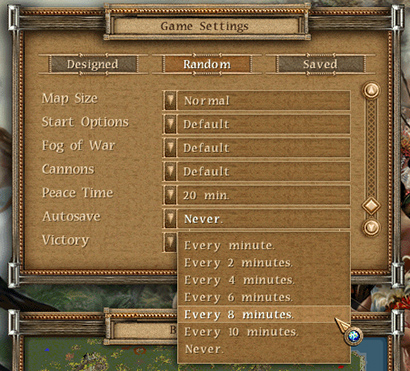 Game Settings
Designed Random Saved
Map Size Normal
Start Options Default
Fog of War Default
Cannons Default
Peace Time 20 min.
Autosave Never.
Victory
Every minute.
Every 2 minutes.
Every 4 minutes.
Every 6 minutes.
Every 8 minutes.
Every 10 minutes.
Never.
B